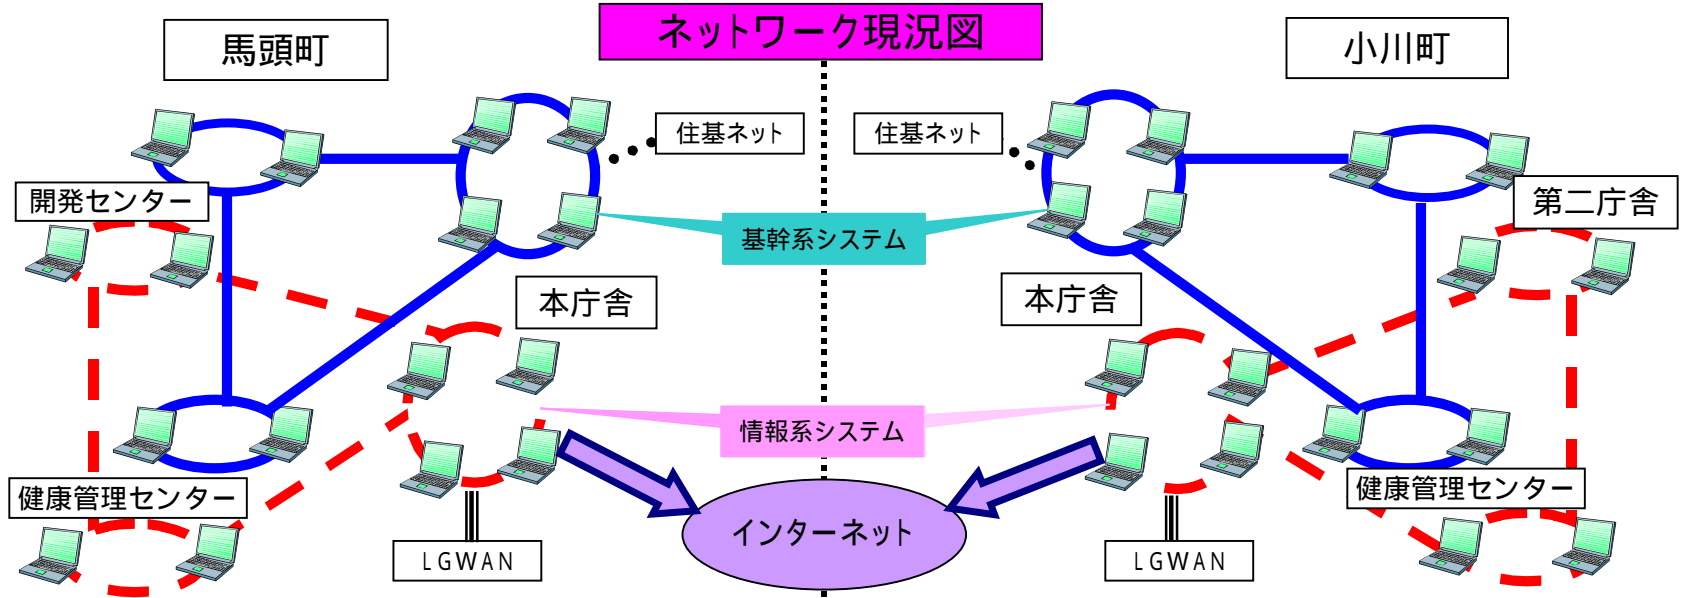 ネットワーク現況図
馬頭町
小川町
住基ネット
住基ネット
開発センター
第二庁舎
基幹系システム
本庁舎
本庁舎
情報系システム
健康管理センター
健康管理センター
インターネット
LGWAN
LGWAN